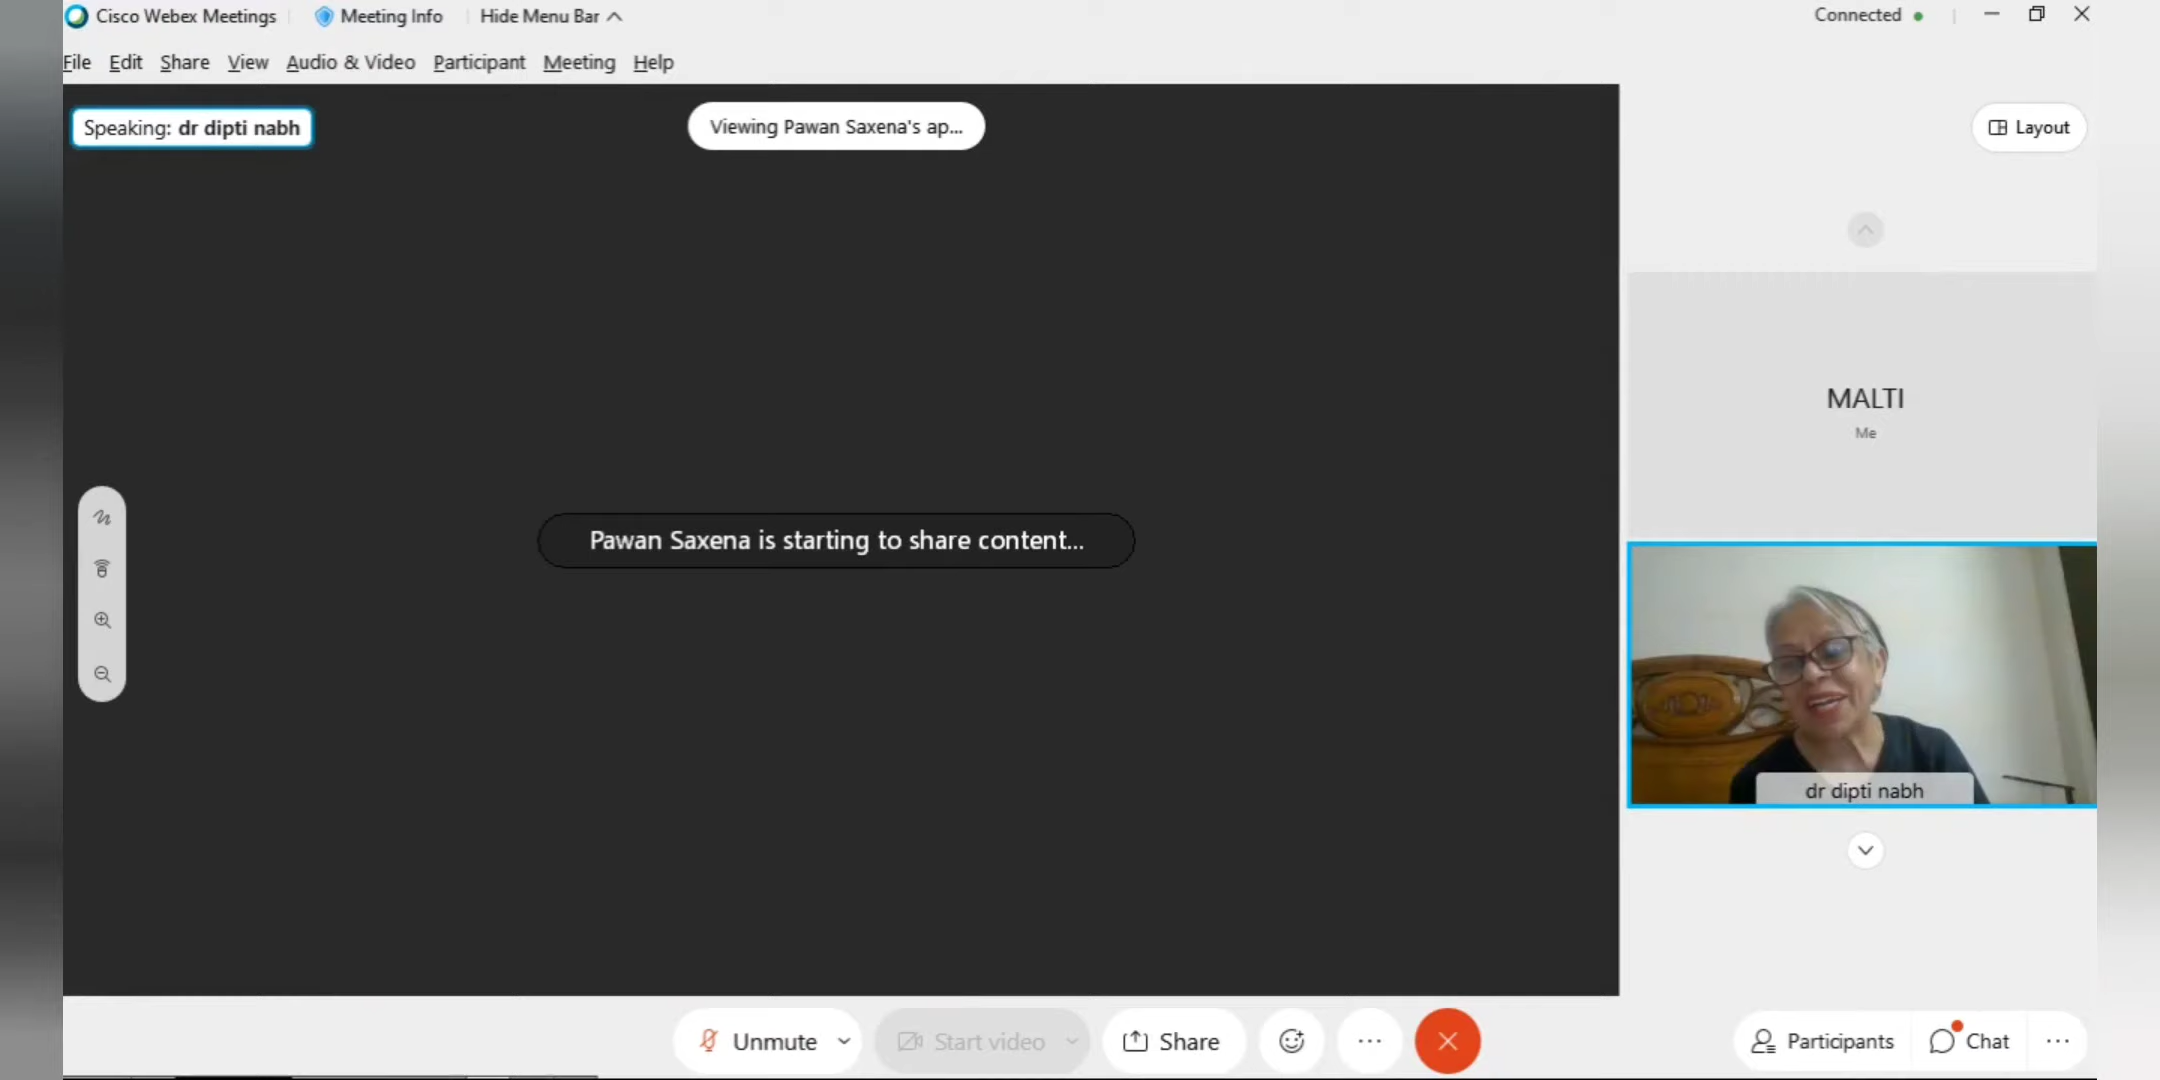 Cisco Webex Meetings
Meeting Info
Hide Menu Bar
Connected
File Edit Share View Audio & Video Participant Meeting Help
Speaking: dr dipti nabh
Viewing Pawan Saxena's ap...
Layout
MALTI
Me
Pawan Saxena is starting to share content...
dr dipti nabh
Unmute
Start video
Share
Participants
Chat